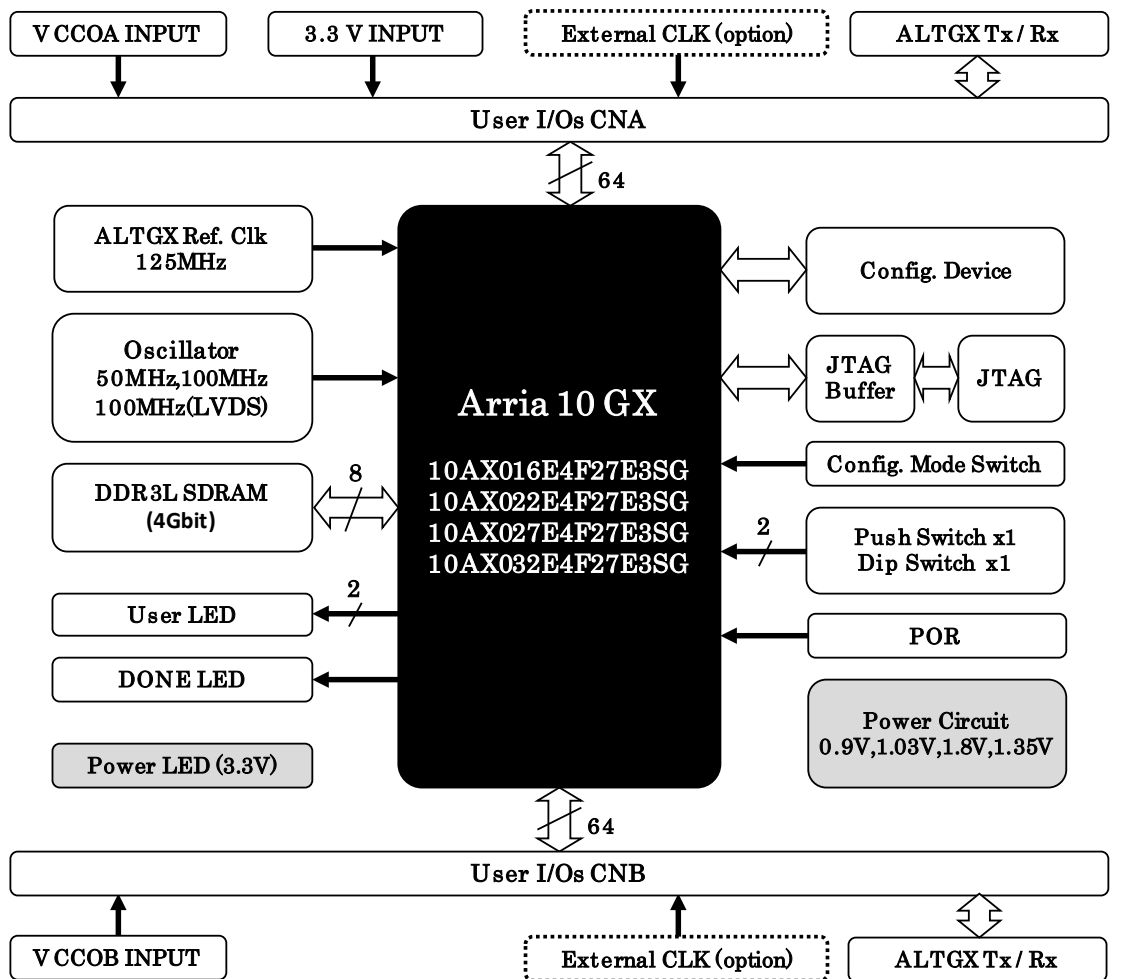 VCCOA INPUT
3.3 V INPUT
External CLK (option)
ALTGX Tx / Rx
User I/Os CNA
64
ALTGX Ref. Clk
125MHz
Oscillator
50MHz,100MHz
100MHz(LVDS)
DDR3L SDRAM
(4Gbit)
8
User LED
2
DONE LED
Power LED (3.3V)
Arria 10 GX
10AX016E4F27E3SG
10AX022E4F27E3SG
10AX027E4F27E3SG
10AX032E4F27E3SG
Config. Device
JTAG
Buffer
JTAG
Config. Mode Switch
2
Push Switch x1
Dip Switch x1
POR
Power Circuit
0.9V,1.03V,1.8V,1.35V
64
User I/Os CNB
VCCOB INPUT
External CLK (option)
ALTGX Tx / Rx